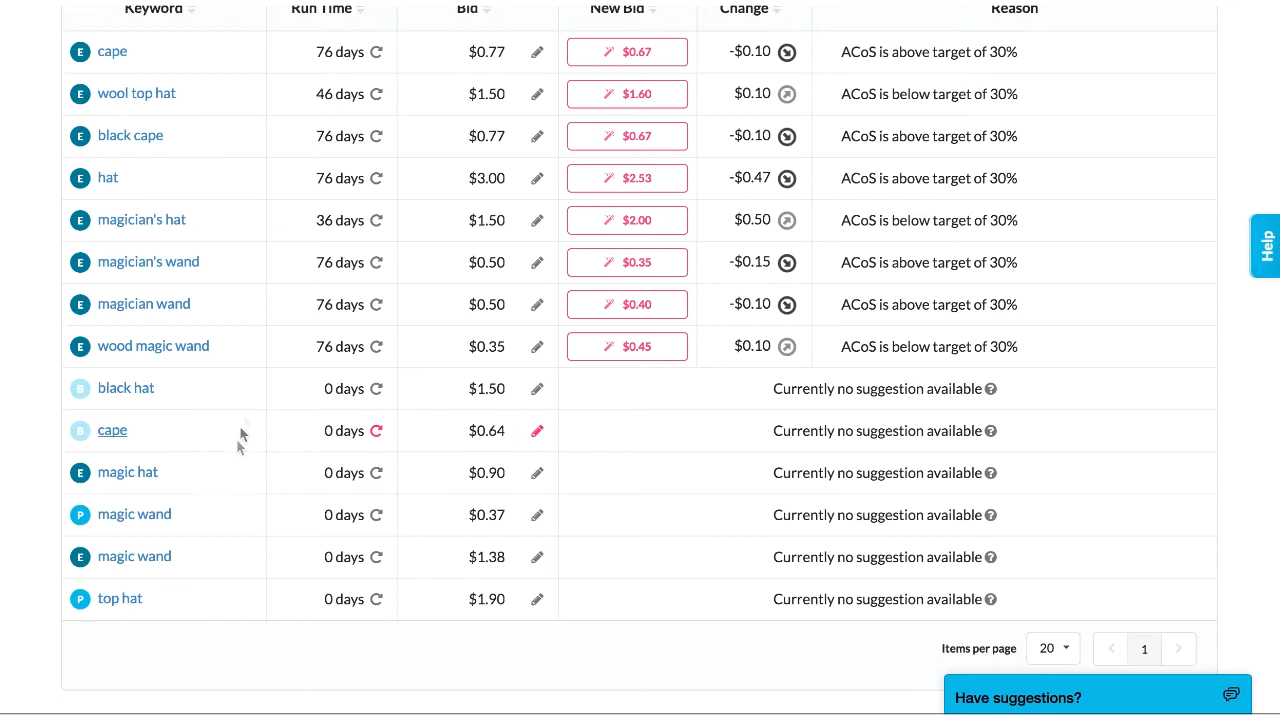 Keyword Run Time Bid New Bid Change Reason
E cape 76 days $0.77 $0.67 -$0.10 ACoS is above target of 30%
E wool top hat 46 days $1.50 $1.60 $0.10 ACoS is below target of 30%
E black cape 76 days $0.77 $0.67 -$0.10 ACoS is above target of 30%
E hat 76 days $3.00 $2.53 -$0.47 ACoS is above target of 30%
E magician's hat 36 days $1.50 $2.00 $0.50 ACoS is below target of 30%
E magician's wand 76 days $0.50 $0.35 -$0.15 ACoS is above target of 30%
E magician wand 76 days $0.50 $0.40 -$0.10 ACoS is above target of 30%
E wood magic wand 76 days $0.35 $0.45 $0.10 ACoS is below target of 30%
B black hat 0 days $1.50 Currently no suggestion available ?
B cape 0 days $0.64 Currently no suggestion available ?
E magic hat 0 days $0.90 Currently no suggestion available ?
P magic wand 0 days $0.37 Currently no suggestion available ?
E magic wand 0 days $1.38 Currently no suggestion available ?
P top hat 0 days $1.90 Currently no suggestion available ?
Items per page 20 1
Have suggestions?
Help